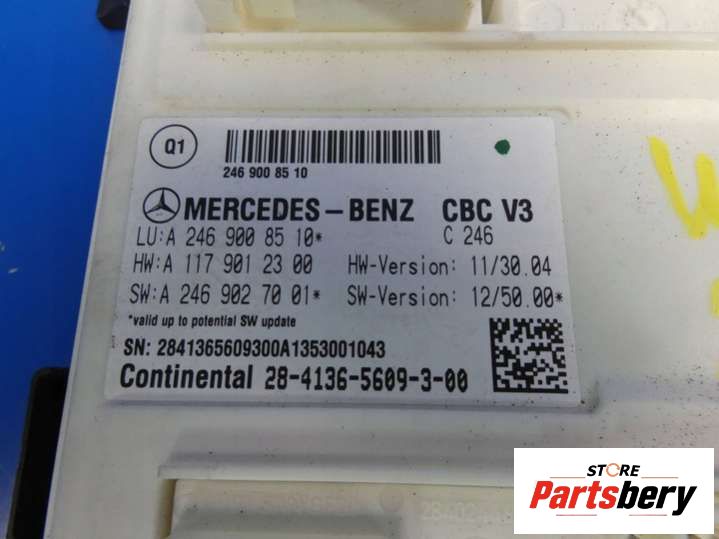 Q1
246 900 85 10
MERCEDES-BENZ CBC V3
LU:A 246 900 85 10* C 246
HW:A 117 901 23 00 HW-Version: 11/30.04
SW:A 246 902 70 01* SW-Version: 12/50.00*
*valid up to potential SW update
SN: 2841365609300A1353001043
Continental 28-4136-5609-3-00
STORE
Partsbery